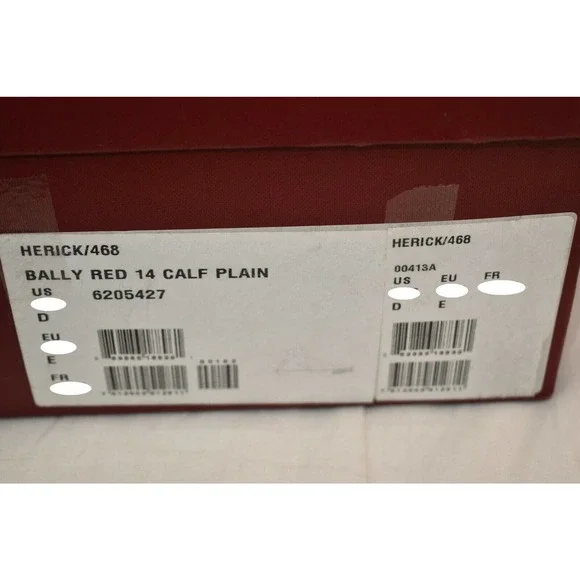 HERICK/468
BALLY RED 14 CALF PLAIN
US 6205427
D
EU
E
FR
HERICK/468
00413A
US EU FR
D E